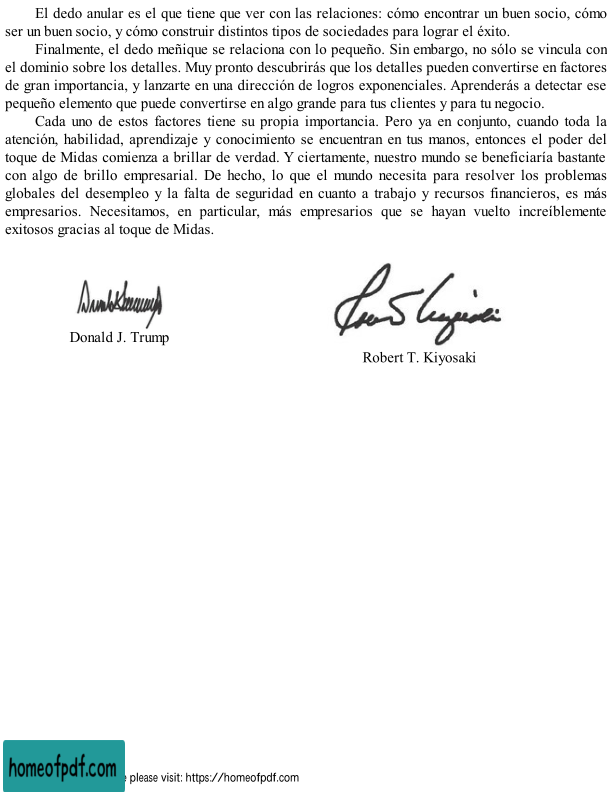 El dedo anular es el que tiene que ver con las relaciones: cómo encontrar un buen socio, cómo
ser un buen socio, y cómo construir distintos tipos de sociedades para lograr el éxito.
Finalmente, el dedo meñique se relaciona con lo pequeño. Sin embargo, no sólo se vincula con
el dominio sobre los detalles. Muy pronto descubrirás que los detalles pueden convertirse en factores
de gran importancia, y lanzarte en una dirección de logros exponenciales. Aprenderás a detectar ese
pequeño elemento que puede convertirse en algo grande para tus clientes y para tu negocio.
Cada uno de estos factores tiene su propia importancia. Pero ya en conjunto, cuando toda la
atención, habilidad, aprendizaje y conocimiento se encuentran en tus manos, entonces el poder del
toque de Midas comienza a brillar de verdad. Y ciertamente, nuestro mundo se beneficiaría bastante
con algo de brillo empresarial. De hecho, lo que el mundo necesita para resolver los problemas
globales del desempleo y la falta de seguridad en cuanto a trabajo y recursos financieros, es más
empresarios. Necesitamos, en particular, más empresarios que se hayan vuelto increíblemente
exitosos gracias al toque de Midas.
Donald J. Trump
Robert T. Kiyosaki
homeofpdf.com
please visit: https://homeofpdf.com